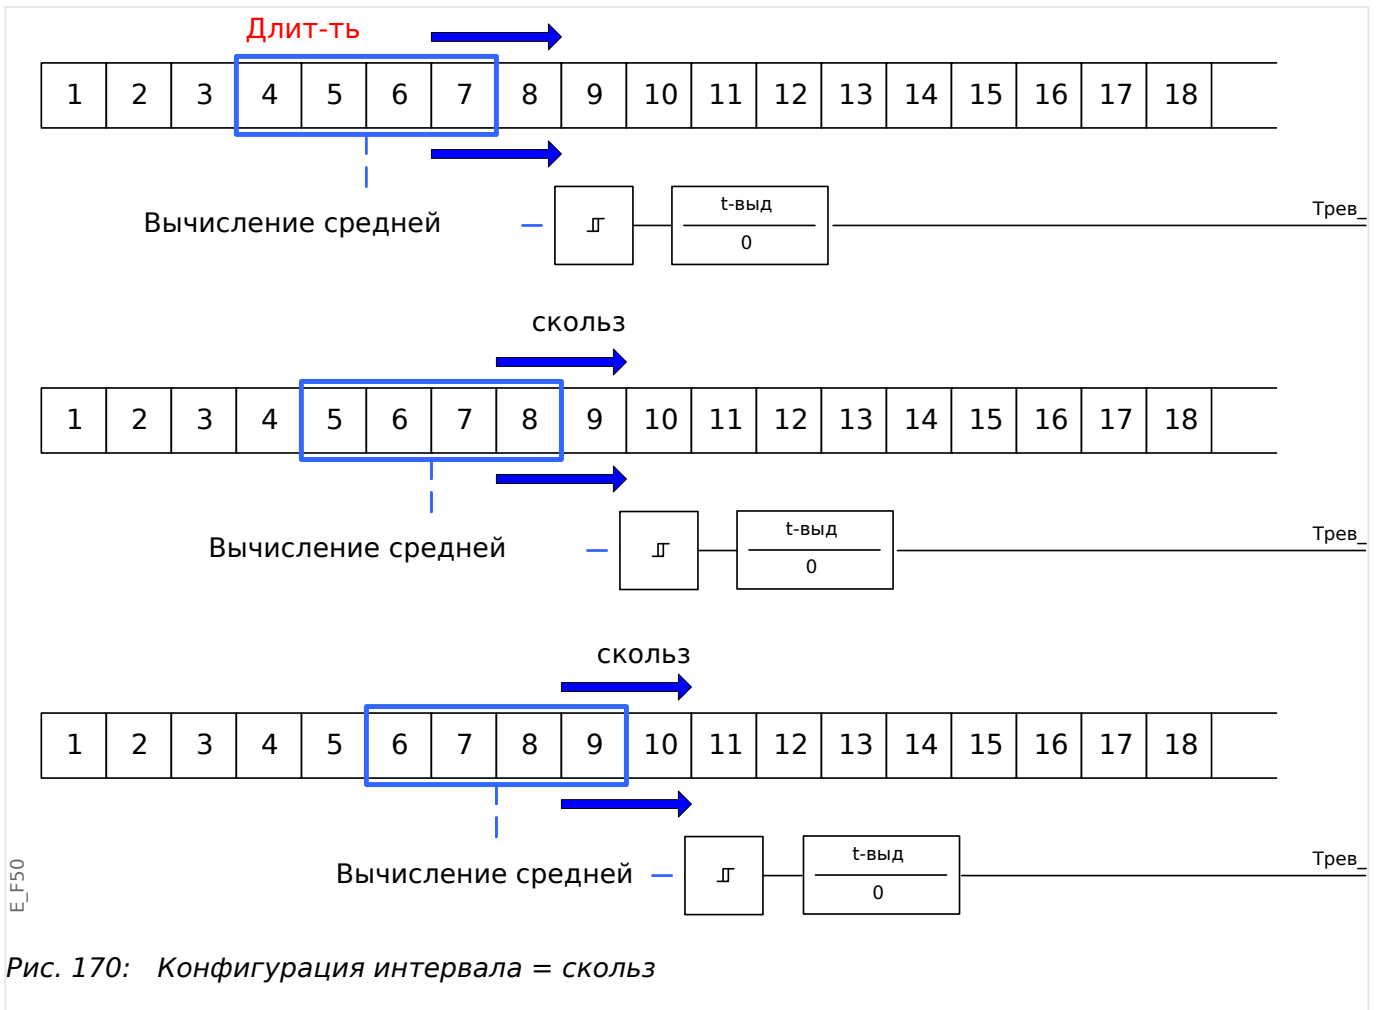 Длит-ть
1 2 3 4 5 6 7 8 9 10 11 12 13 14 15 16 17 18
Вычисление средней
t-выд
0
Трев_
скольз
1 2 3 4 5 6 7 8 9 10 11 12 13 14 15 16 17 18
Вычисление средней
t-выд
0
Трев_
скольз
1 2 3 4 5 6 7 8 9 10 11 12 13 14 15 16 17 18
Вычисление средней
t-выд
0
Трев_
E_F50
Рис. 170: Конфигурация интервала = скольз